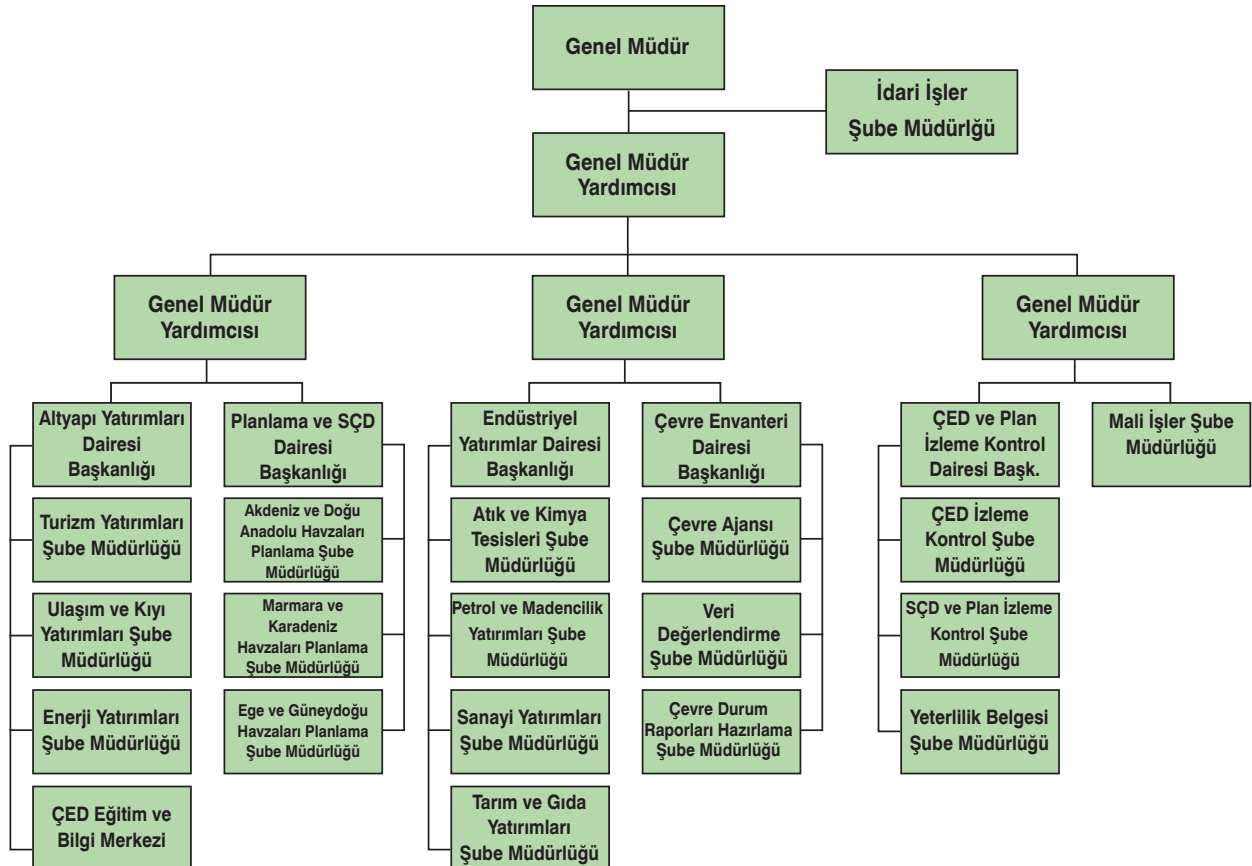 Genel Müdür
İdari İşler
Şube Müdürlğü
Genel Müdür
Yardımcısı
Genel Müdür
Yardımcısı
Genel Müdür
Yardımcısı
Genel Müdür
Yardımcısı
Altyapı Yatırımları
Dairesi
Başkanlığı
Turizm Yatırımları
Şube Müdürlüğü
Ulaşım ve Kıyı
Yatırımları Şube
Müdürlüğü
Enerji Yatırımları
Şube Müdürlüğü
ÇED Eğitim ve
Bilgi Merkezi
Planlama ve SÇD
Dairesi
Başkanlığı
Akdeniz ve Doğu
Anadolu Havzaları
Planlama Şube
Müdürlüğü
Marmara ve
Karadeniz
Havzaları Planlama
Şube Müdürlüğü
Ege ve Güneydoğu
Havzaları Planlama
Şube Müdürlüğü
Endüstriyel
Yatırımlar Dairesi
Başkanlığı
Atık ve Kimya
Tesisleri Şube
Müdürlüğü
Petrol ve Madencilik
Yatırımları Şube
Müdürlüğü
Sanayi Yatırımları
Şube Müdürlüğü
Tarım ve Gıda
Yatırımları
Şube Müdürlüğü
Çevre Envanteri
Dairesi
Başkanlığı
Çevre Ajansı
Şube Müdürlüğü
Veri
Değerlendirme
Şube Müdürlüğü
Çevre Durum
Raporları Hazırlama
Şube Müdürlüğü
ÇED ve Plan
İzleme Kontrol
Dairesi Başk.
ÇED İzleme
Kontrol Şube
Müdürlüğü
SÇD ve Plan İzleme
Kontrol Şube
Müdürlüğü
Yeterlilik Belgesi
Şube Müdürlüğü
Mali İşler Şube
Müdürlüğü